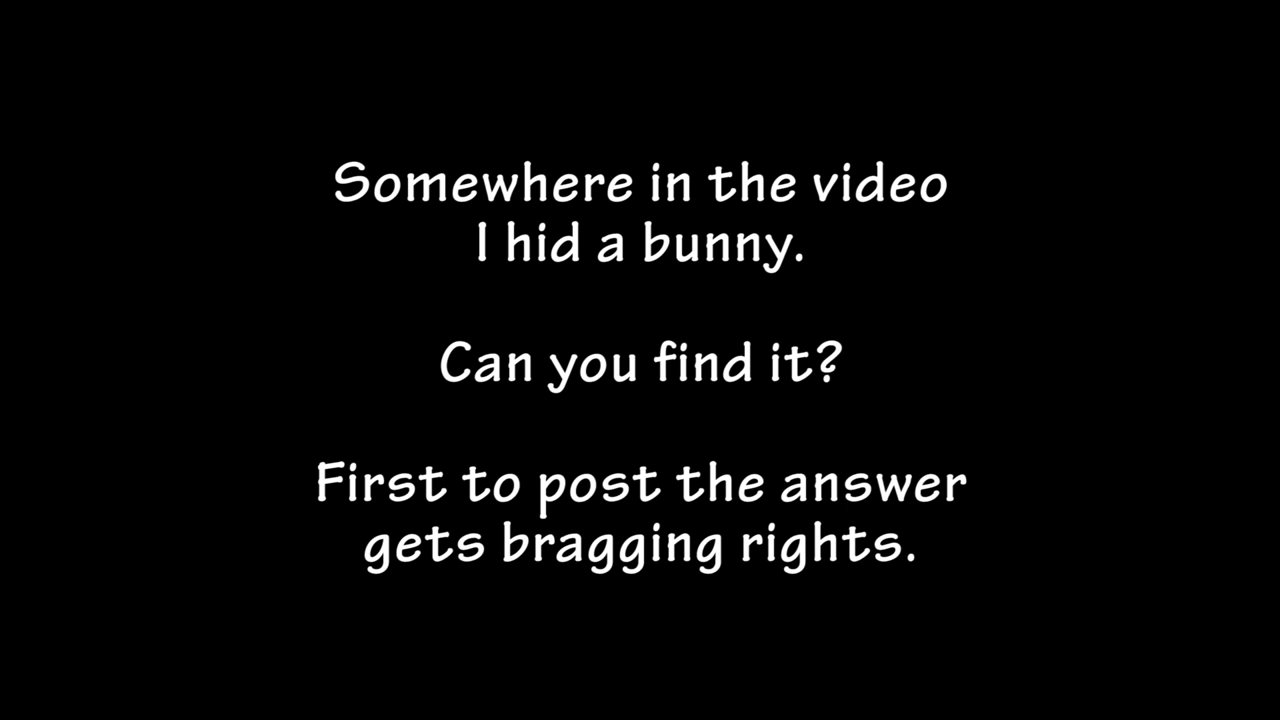 Somewhere in the video
I hid a bunny.
Can you find it?
First to post the answer
gets bragging rights.